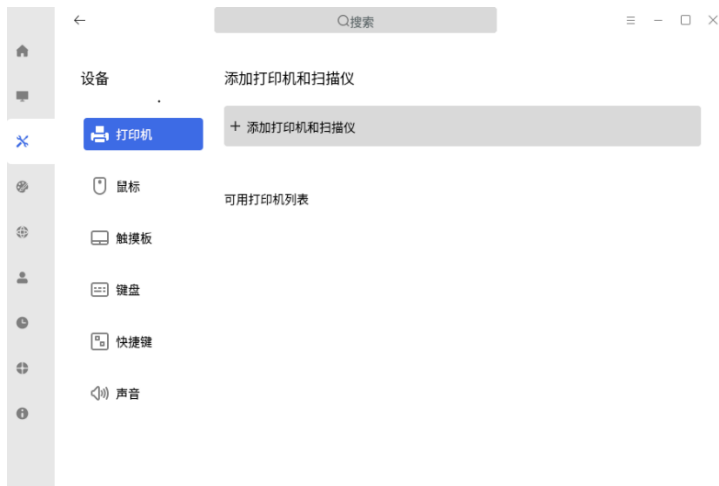 搜索
设备
打印机
鼠标
触摸板
键盘
快捷键
声音
添加打印机和扫描仪
+ 添加打印机和扫描仪
可用打印机列表